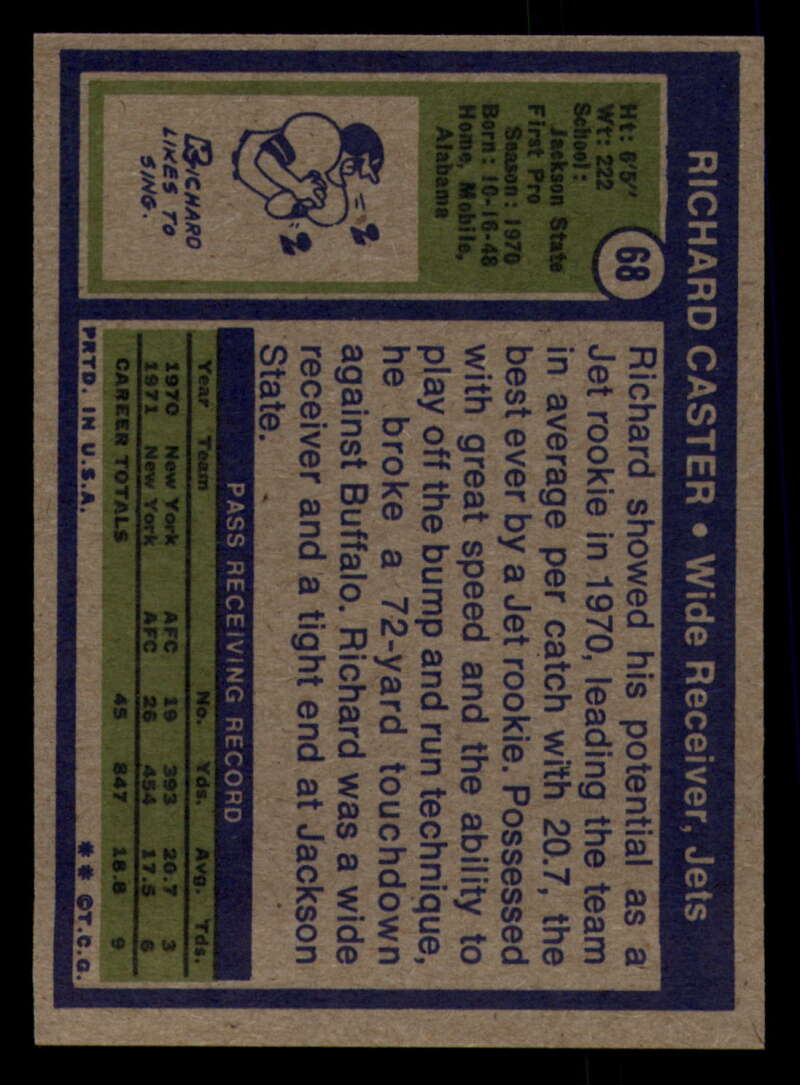 RICHARD CASTER • Wide Receiver, Jets
68
Ht: 6'5"
Wt: 222
School:
Jackson State
First Pro
Season: 1970
Born: 10-16-48
Home, Mobile,
Alabama
= 2
= 2
RICHARD
LIKES TO
SING.
Richard showed his potential as a
Jet rookie in 1970, leading the team
in average per catch with 20.7, the
best ever by a Jet rookie. Possessed
with great speed and the ability to
play off the bump and run technique,
he broke a 72-yard touchdown
against Buffalo. Richard was a wide
receiver and a tight end at Jackson
State.
PASS RECEIVING RECORD
Year Team No. Yds. Avg. Tds.
1970 New York AFC 19 393 20.7 3
1971 New York AFC 26 454 17.5 6
CAREER TOTALS 45 847 18.8 9
PRTD. IN U.S.A. ** ©T.C.G.